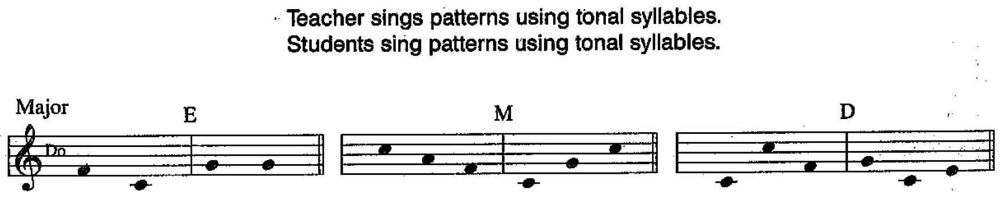 Teacher sings patterns using tonal syllables.
Students sing patterns using tonal syllables.
Major E M D
Do